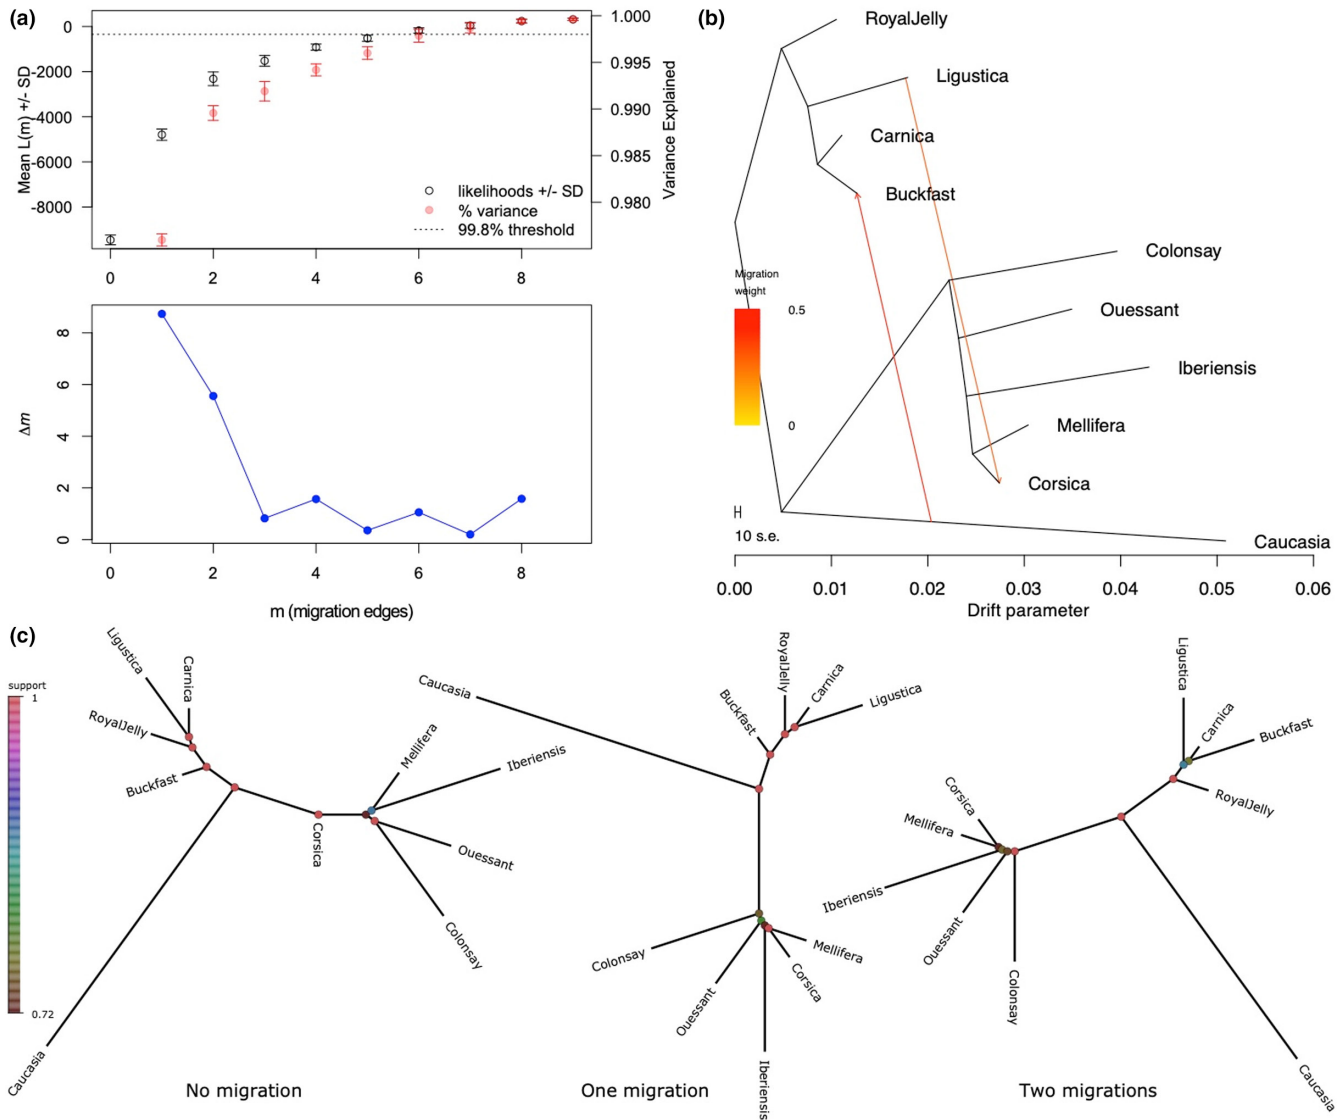 (a)
0
-2000
-4000
-6000
-8000
Mean L(m) +/- SD
1.000
0.995
0.990
0.985
0.980
Variance Explained
likelihoods +/- SD
% variance
99.8% threshold
0 2 4 6 8
8
6
4
2
0
Δm
0 2 4 6 8
m (migration edges)
(b)
RoyalJelly
Ligustica
Carnica
Buckfast
Colonsay
Ouessant
Iberiensis
Mellifera
Corsica
Caucasia
Migration
weight
0.5
0
10 s.e.
0.00 0.01 0.02 0.03 0.04 0.05 0.06
Drift parameter
(c)
support
1
0.72
Ligustica
Carnica
RoyalJelly
Buckfast
Mellifera
Iberiensis
Corsica
Ouessant
Colonsay
Caucasia
No migration
Caucasia
Buckfast
RoyalJelly
Carnica
Ligustica
Colonsay
Ouessant
Iberiensis
Corsica
Mellifera
One migration
Ligustica
Carnica
Buckfast
RoyalJelly
Corsica
Mellifera
Iberiensis
Ouessant
Colonsay
Caucasia
Two migrations